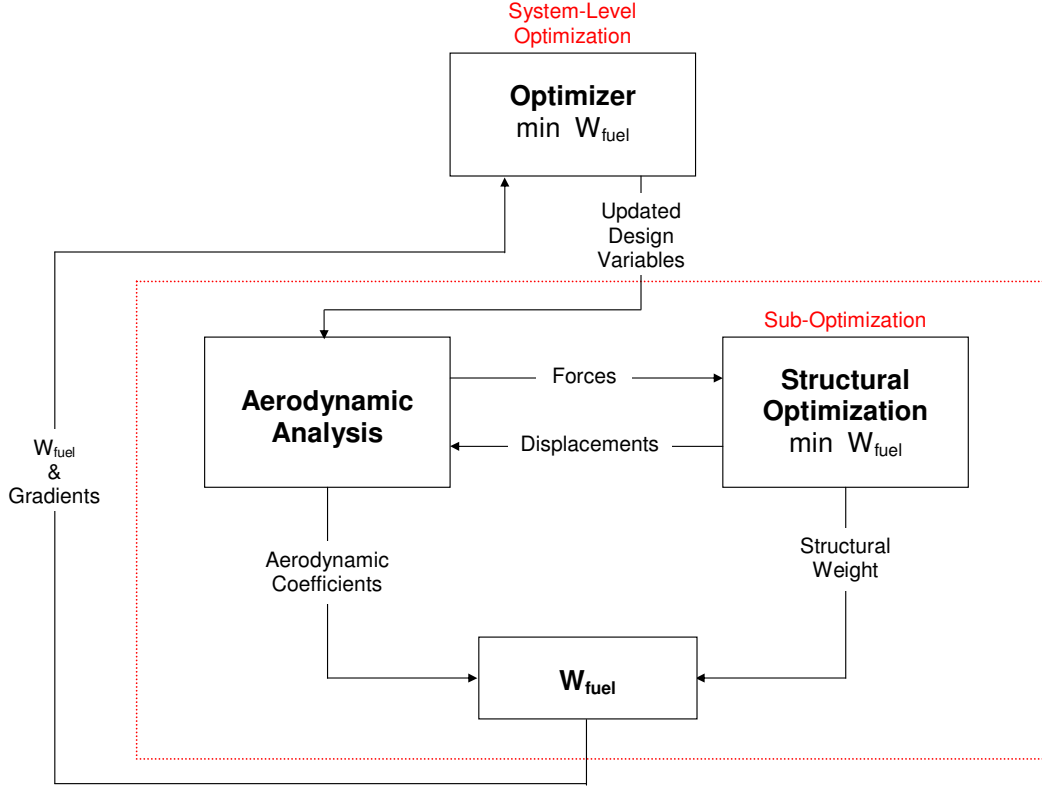 System-Level
Optimization
Optimizer
min W_fuel
Updated
Design
Variables
Sub-Optimization
Aerodynamic
Analysis
Forces
Displacements
Structural
Optimization
min W_fuel
W_fuel
&
Gradients
Aerodynamic
Coefficients
Structural
Weight
W_fuel